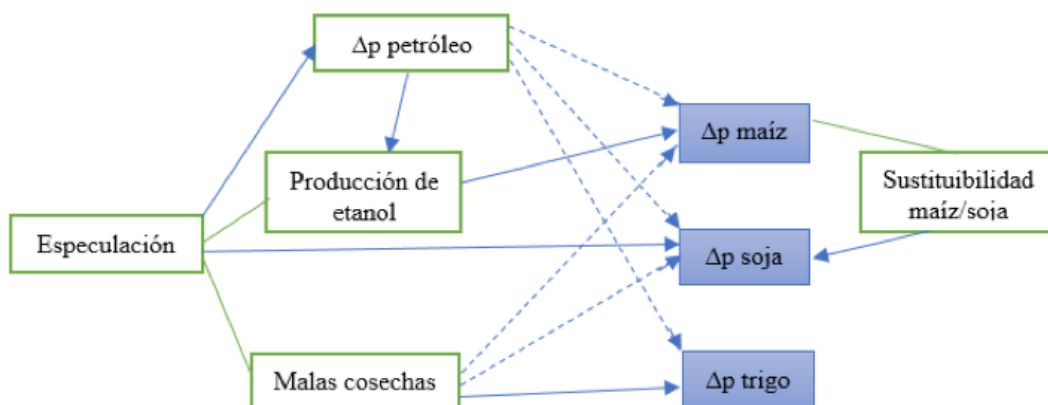 Δp petróleo
Δp maíz
Producción de
etanol
Sustituibilidad
maíz/soja
Especulación
Δp soja
Malas cosechas
Δp trigo